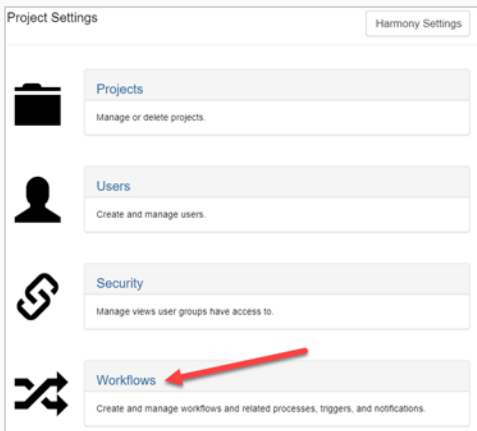 Project Settings
Harmony Settings
Projects
Manage or delete projects.
Users
Create and manage users.
Security
Manage views user groups have access to.
Workflows
Create and manage workflows and related processes, triggers, and notifications.